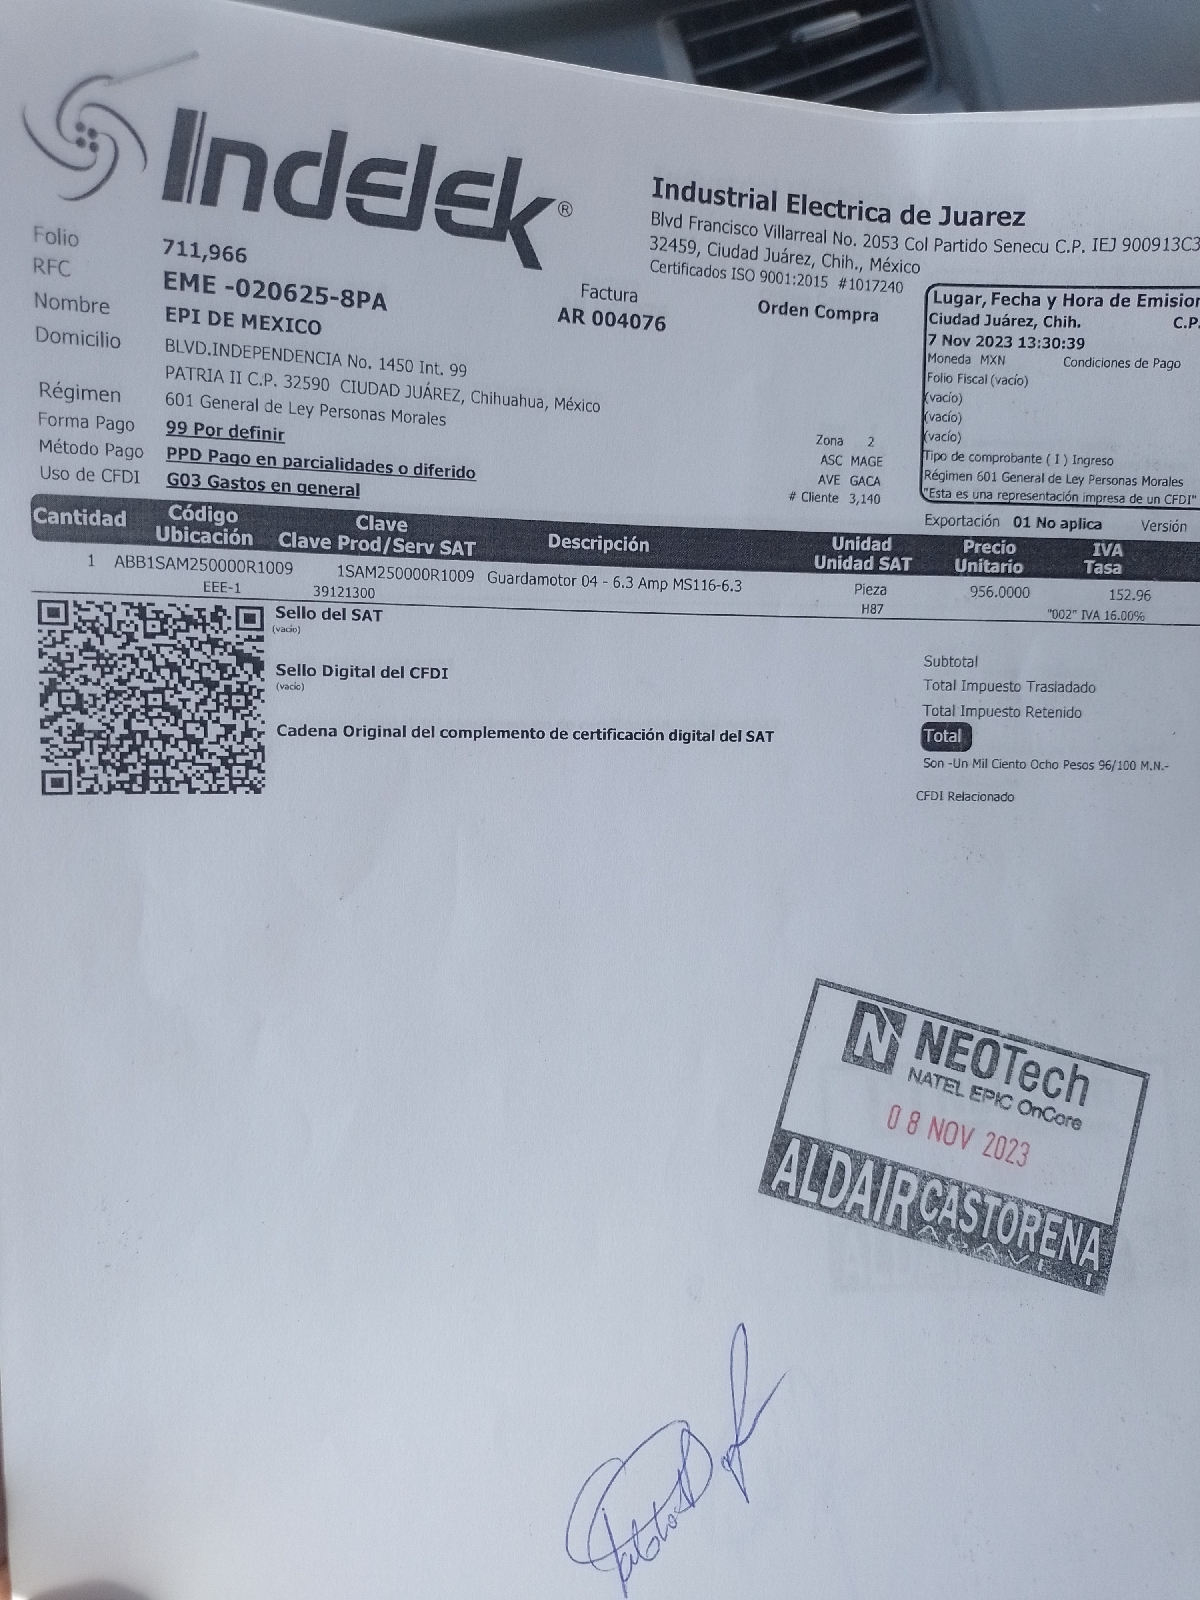 Indelek®
Industrial Electrica de Juarez
Blvd Francisco Villarreal No. 2053 Col Partido Senecu C.P. IEJ 900913C3
32459, Ciudad Juárez, Chih., México
Certificados ISO 9001:2015 #1017240
Folio 711,966
RFC EME -020625-8PA
Nombre EPI DE MEXICO
Domicilio BLVD.INDEPENDENCIA No. 1450 Int. 99
PATRIA II C.P. 32590 CIUDAD JUÁREZ, Chihuahua, México
Régimen 601 General de Ley Personas Morales
Forma Pago 99 Por definir
Método Pago PPD Pago en parcialidades o diferido
Uso de CFDI G03 Gastos en general
Factura
AR 004076
Orden Compra
Zona 2
ASC MAGE
AVE GACA
# Cliente 3,140
Lugar, Fecha y Hora de Emision
Ciudad Juárez, Chih. C.P.
7 Nov 2023 13:30:39
Moneda MXN Condiciones de Pago
Folio Fiscal (vacío)
(vacío)
(vacío)
(vacío)
Tipo de comprobante ( I ) Ingreso
Régimen 601 General de Ley Personas Morales
"Esta es una representación impresa de un CFDI"
Exportación 01 No aplica Versión
Cantidad Código Ubicación Clave Clave Prod/Serv SAT Descripción Unidad Unidad SAT Precio Unitario IVA Tasa
1 ABB1SAM250000R1009 1SAM250000R1009 Guardamotor 04 - 6.3 Amp MS116-6.3 Pieza 956.0000 152.96
EEE-1 39121300 H87 "002" IVA 16.00%
Sello del SAT
(vacío)
Sello Digital del CFDI
(vacío)
Cadena Original del complemento de certificación digital del SAT
Subtotal
Total Impuesto Trasladado
Total Impuesto Retenido
Total
Son -Un Mil Ciento Ocho Pesos 96/100 M.N.-
CFDI Relacionado
N NEOTech
NATEL EPIC OnCore
08 NOV 2023
ALDAIR CASTORENA